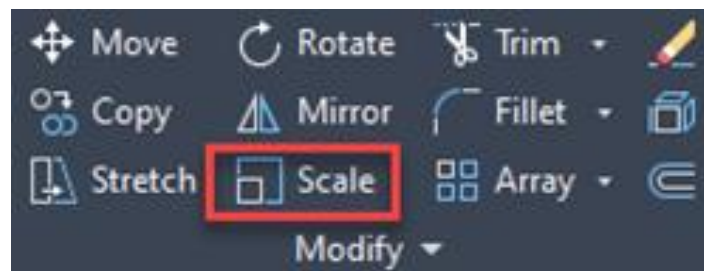 Move Rotate Trim
Copy Mirror Fillet
Stretch Scale Array
Modify